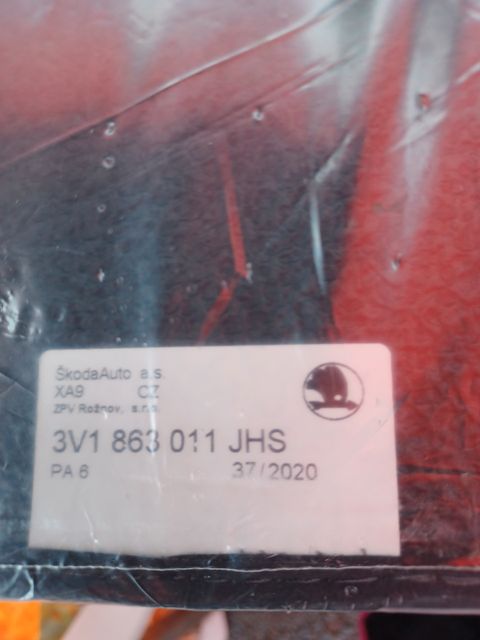 ŠkodaAuto a.s.
XA9 CZ
ZPV Rožnov, s.r.o.
3V1 863 011 JHS
PA 6 37/2020